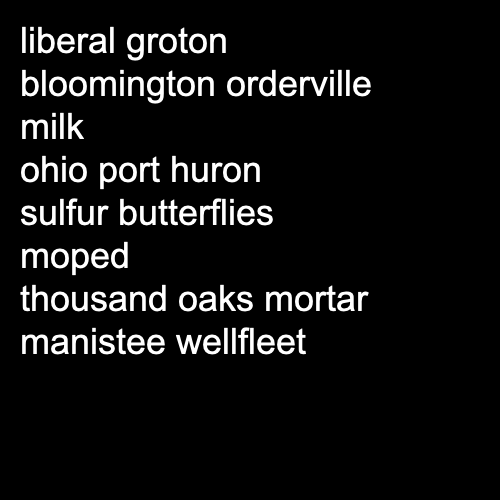 liberal groton
bloomington orderville
milk
ohio port huron
sulfur butterflies
moped
thousand oaks mortar
manistee wellfleet